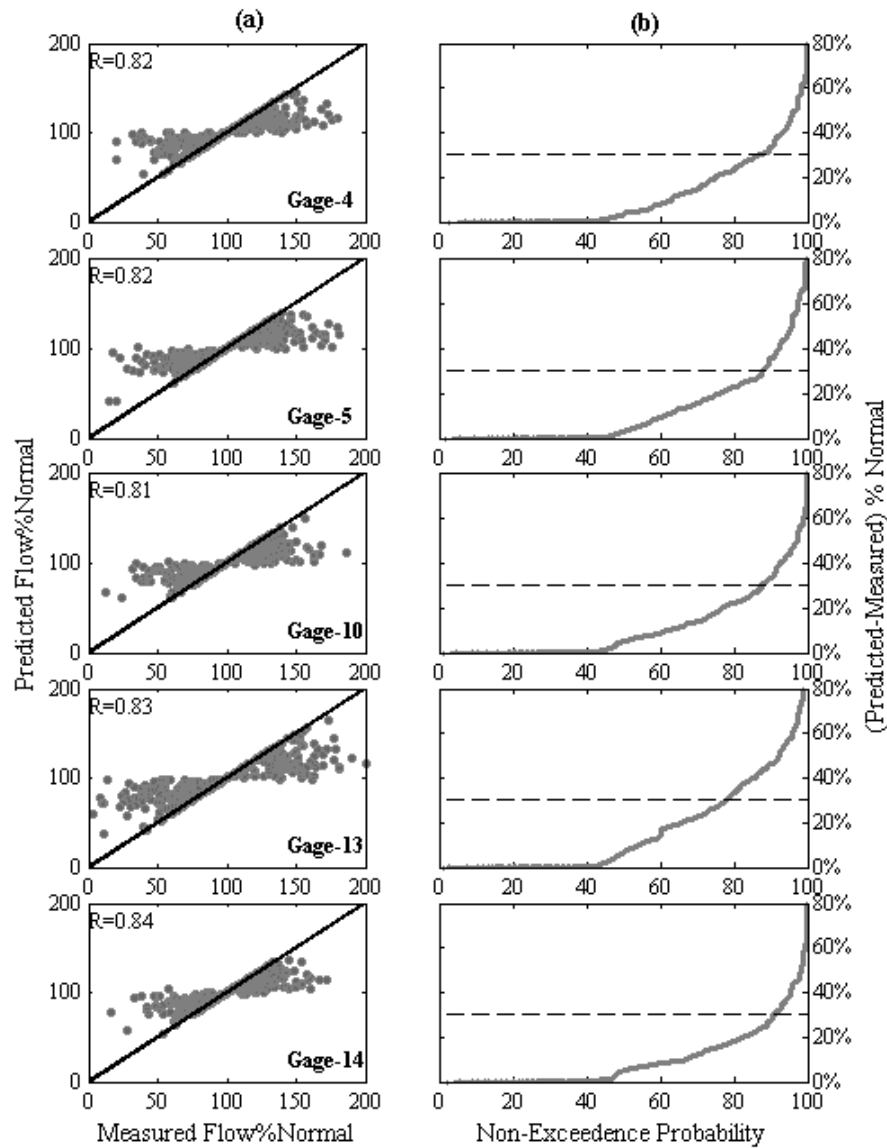 (a) (b)
Predicted Flow%Normal
(Predicted-Measured) % Normal
200 R=0.82 80%
60%
100 40%
20%
0 Gage-4 0%
0 50 100 150 200 0 20 40 60 80 100
200 R=0.82 80%
60%
100 40%
20%
0 Gage-5 0%
0 50 100 150 200 0 20 40 60 80 100
200 R=0.81 80%
60%
100 40%
20%
0 Gage-10 0%
0 50 100 150 200 0 20 40 60 80 100
200 R=0.83 80%
60%
100 40%
20%
0 Gage-13 0%
0 50 100 150 200 0 20 40 60 80 100
200 R=0.84 80%
60%
100 40%
20%
0 Gage-14 0%
0 50 100 150 200 0 20 40 60 80 100
Measured Flow%Normal Non-Exceedence Probability